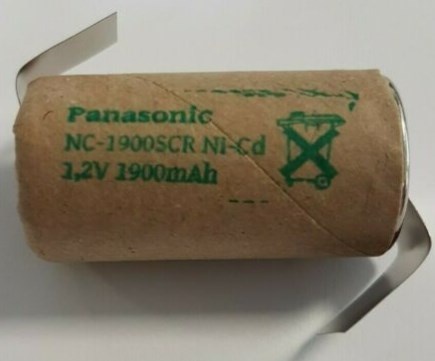 Panasonic
NC-1900SCR Ni-Cd
1,2V 1900mAh